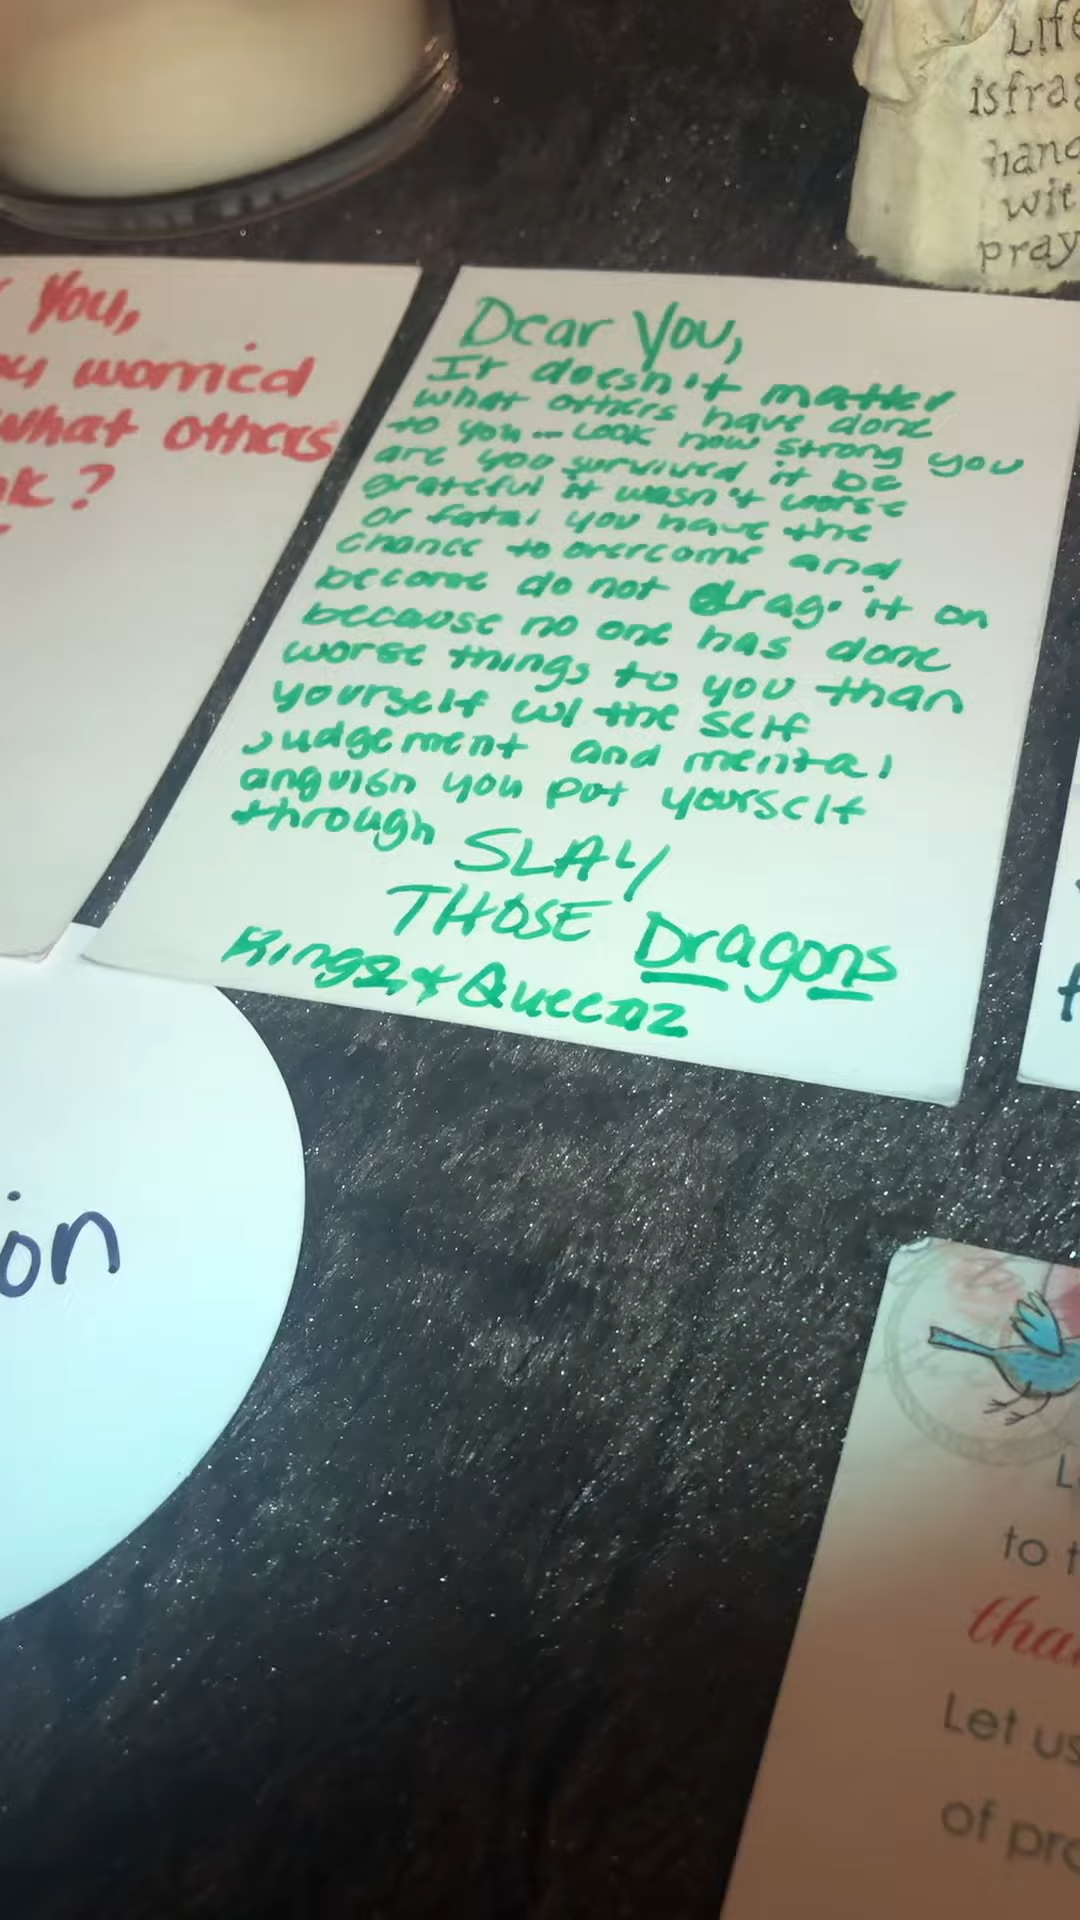 Life
isfrag
hand
wit
pray
You,
worried
what others
?
Dear You,
It doesn't matter
what others have done
to you -- Look how strong you
are you survived it be
grateful it wasn't worse
or fatal you have the
chance to overcome and
become do not drag it on
because no one has done
worse things to you than
yourself w/ the self
judgement and mental
anguish you put yourself
through SLAY
THOSE Dragons
Kingz + Queenz
on
to t
tha
Let us
of pro